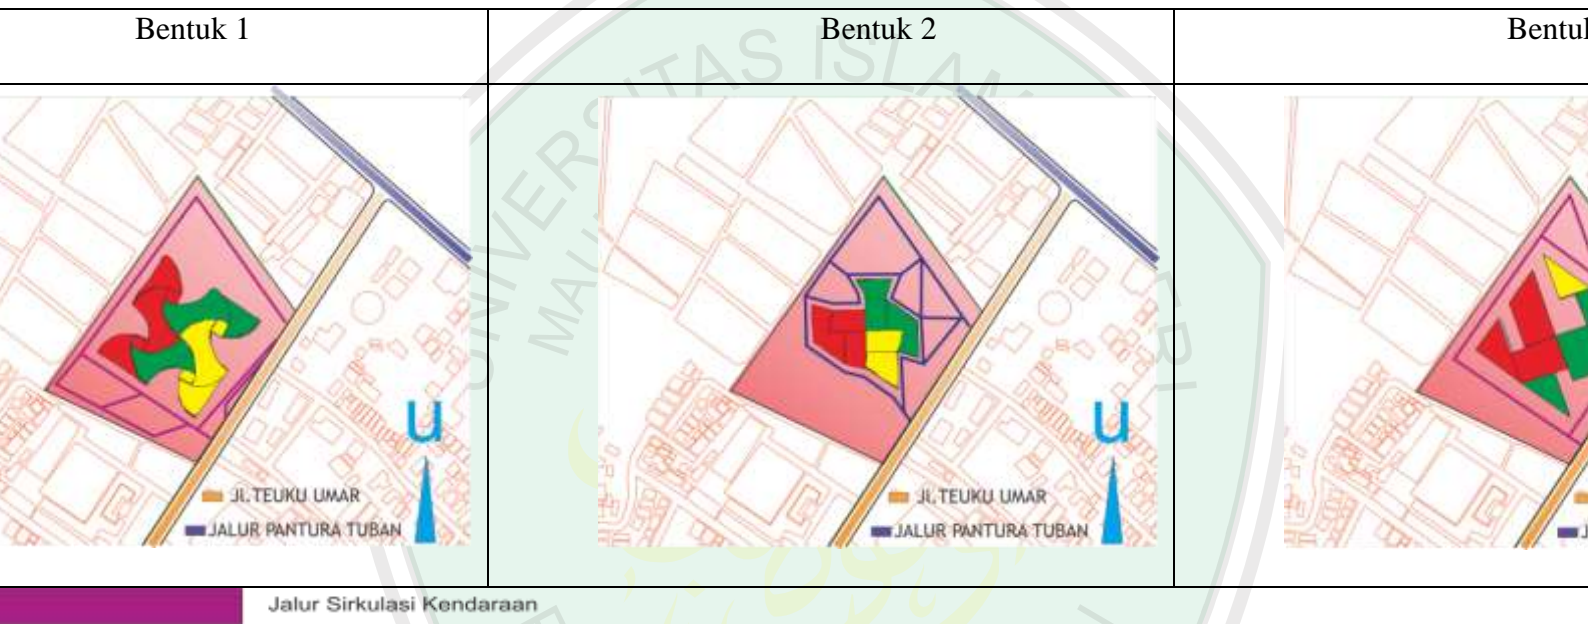 Bentuk 1
Bentuk 2
JL.TEUKU UMAR
JALUR PANTURA TUBAN
U
JL.TEUKU UMAR
JALUR PANTURA TUBAN
U
Jalur Sirkulasi Kendaraan